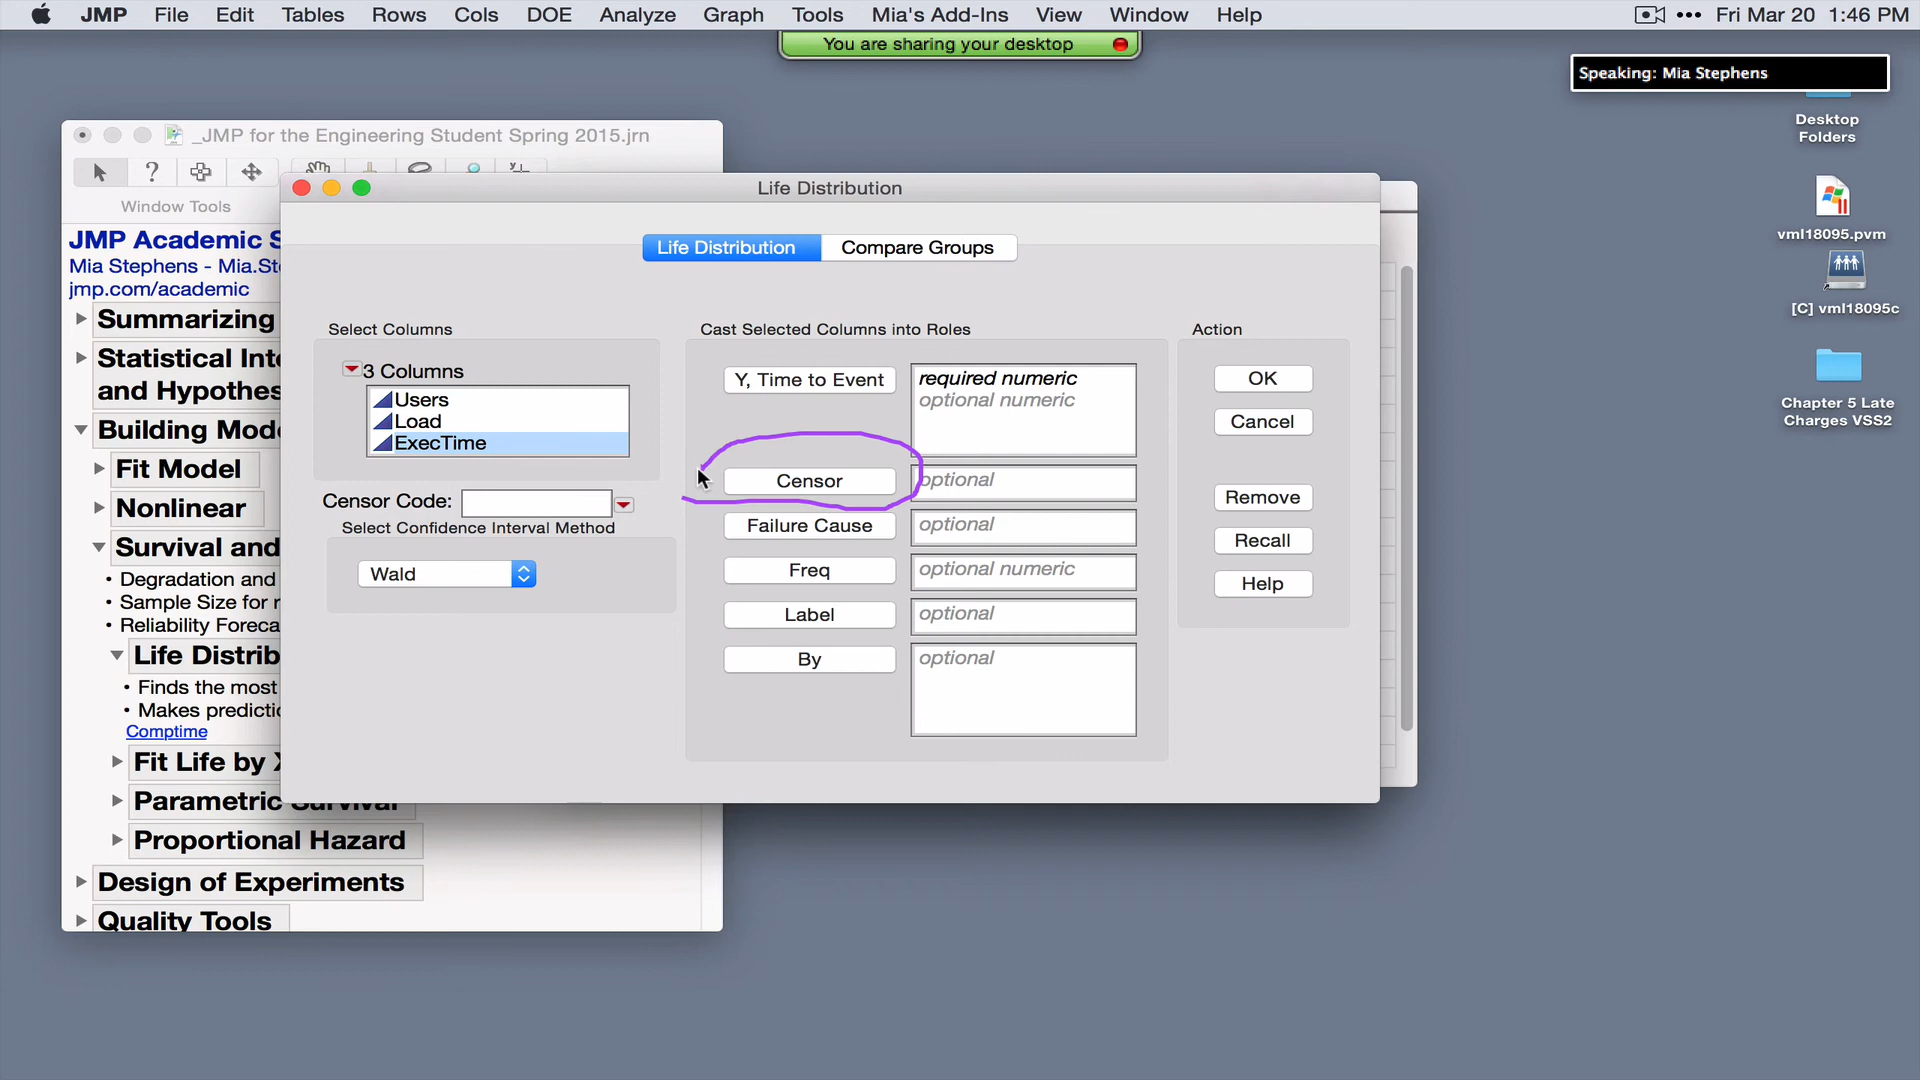 JMP File Edit Tables Rows Cols DOE Analyze Graph Tools Mia's Add-Ins View Window Help Fri Mar 20 1:46 PM
You are sharing your desktop
Speaking: Mia Stephens
Desktop
Folders
vml18095.pvm
[C] vml18095c
Chapter 5 Late
Charges VSS2
_JMP for the Engineering Student Spring 2015.jrn
Window Tools
JMP Academic S
Mia Stephens - Mia.St
jmp.com/academic
Summarizing
Statistical Int
and Hypothes
Building Mod
Fit Model
Nonlinear
Survival and
• Degradation and
• Sample Size for r
• Reliability Foreca
Life Distrib
• Finds the most
• Makes predictio
Comptime
Fit Life by X
Parametric Survival
Proportional Hazard
Design of Experiments
Quality Tools
Life Distribution
Life Distribution Compare Groups
Select Columns
3 Columns
Users
Load
ExecTime
Censor Code:
Select Confidence Interval Method
Wald
Cast Selected Columns into Roles
Y, Time to Event required numeric
optional numeric
Censor optional
Failure Cause optional
Freq optional numeric
Label optional
By optional
Action
OK
Cancel
Remove
Recall
Help